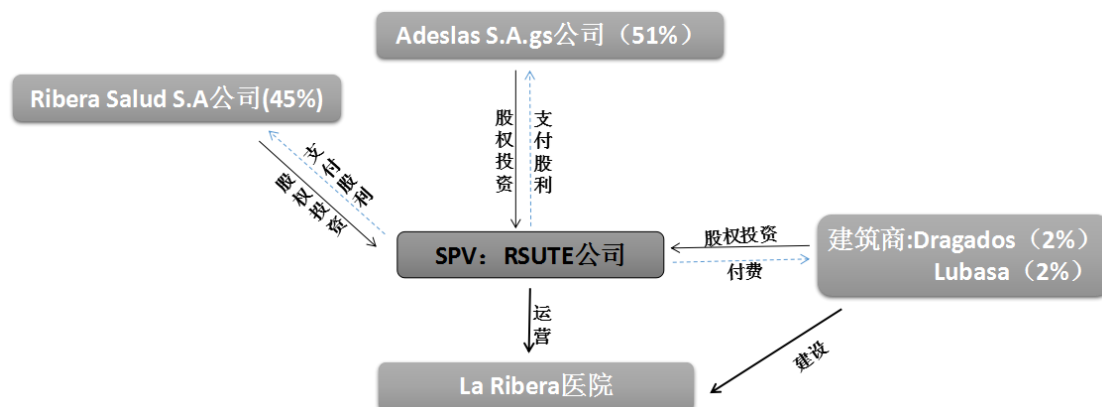 Adeslas S.A.gs公司（51%）
Ribera Salud S.A公司(45%)
股权投资
支付股利
支付股利
股权投资
SPV：RSUTE公司
股权投资
付费
建筑商:Dragados（2%）
Lubasa（2%）
运营
建设
La Ribera医院